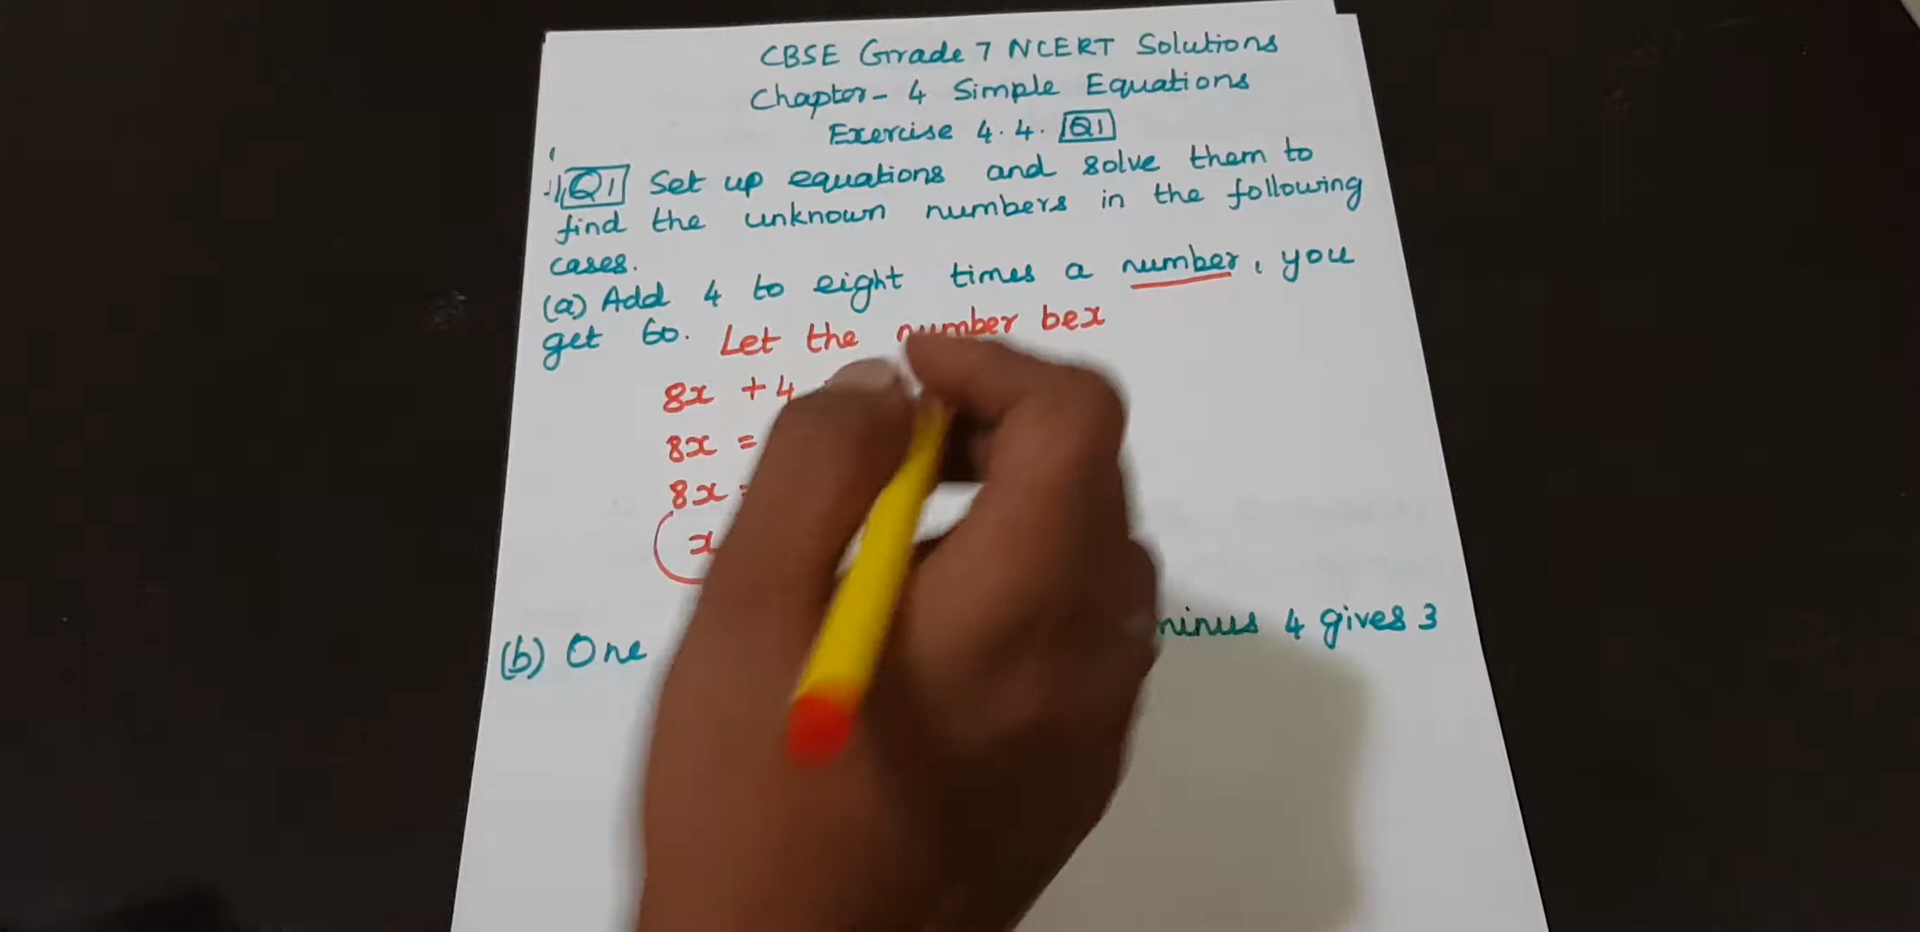 CBSE Grade 7 NCERT Solutions
Chapter- 4 Simple Equations
Exercise 4.4. Q1
Q1 Set up equations and solve them to
find the unknown numbers in the following
cases.
(a) Add 4 to eight times a number, you
get 60. Let the number be x
8x + 4
8x =
8x =
x
(b) One minus 4 gives 3